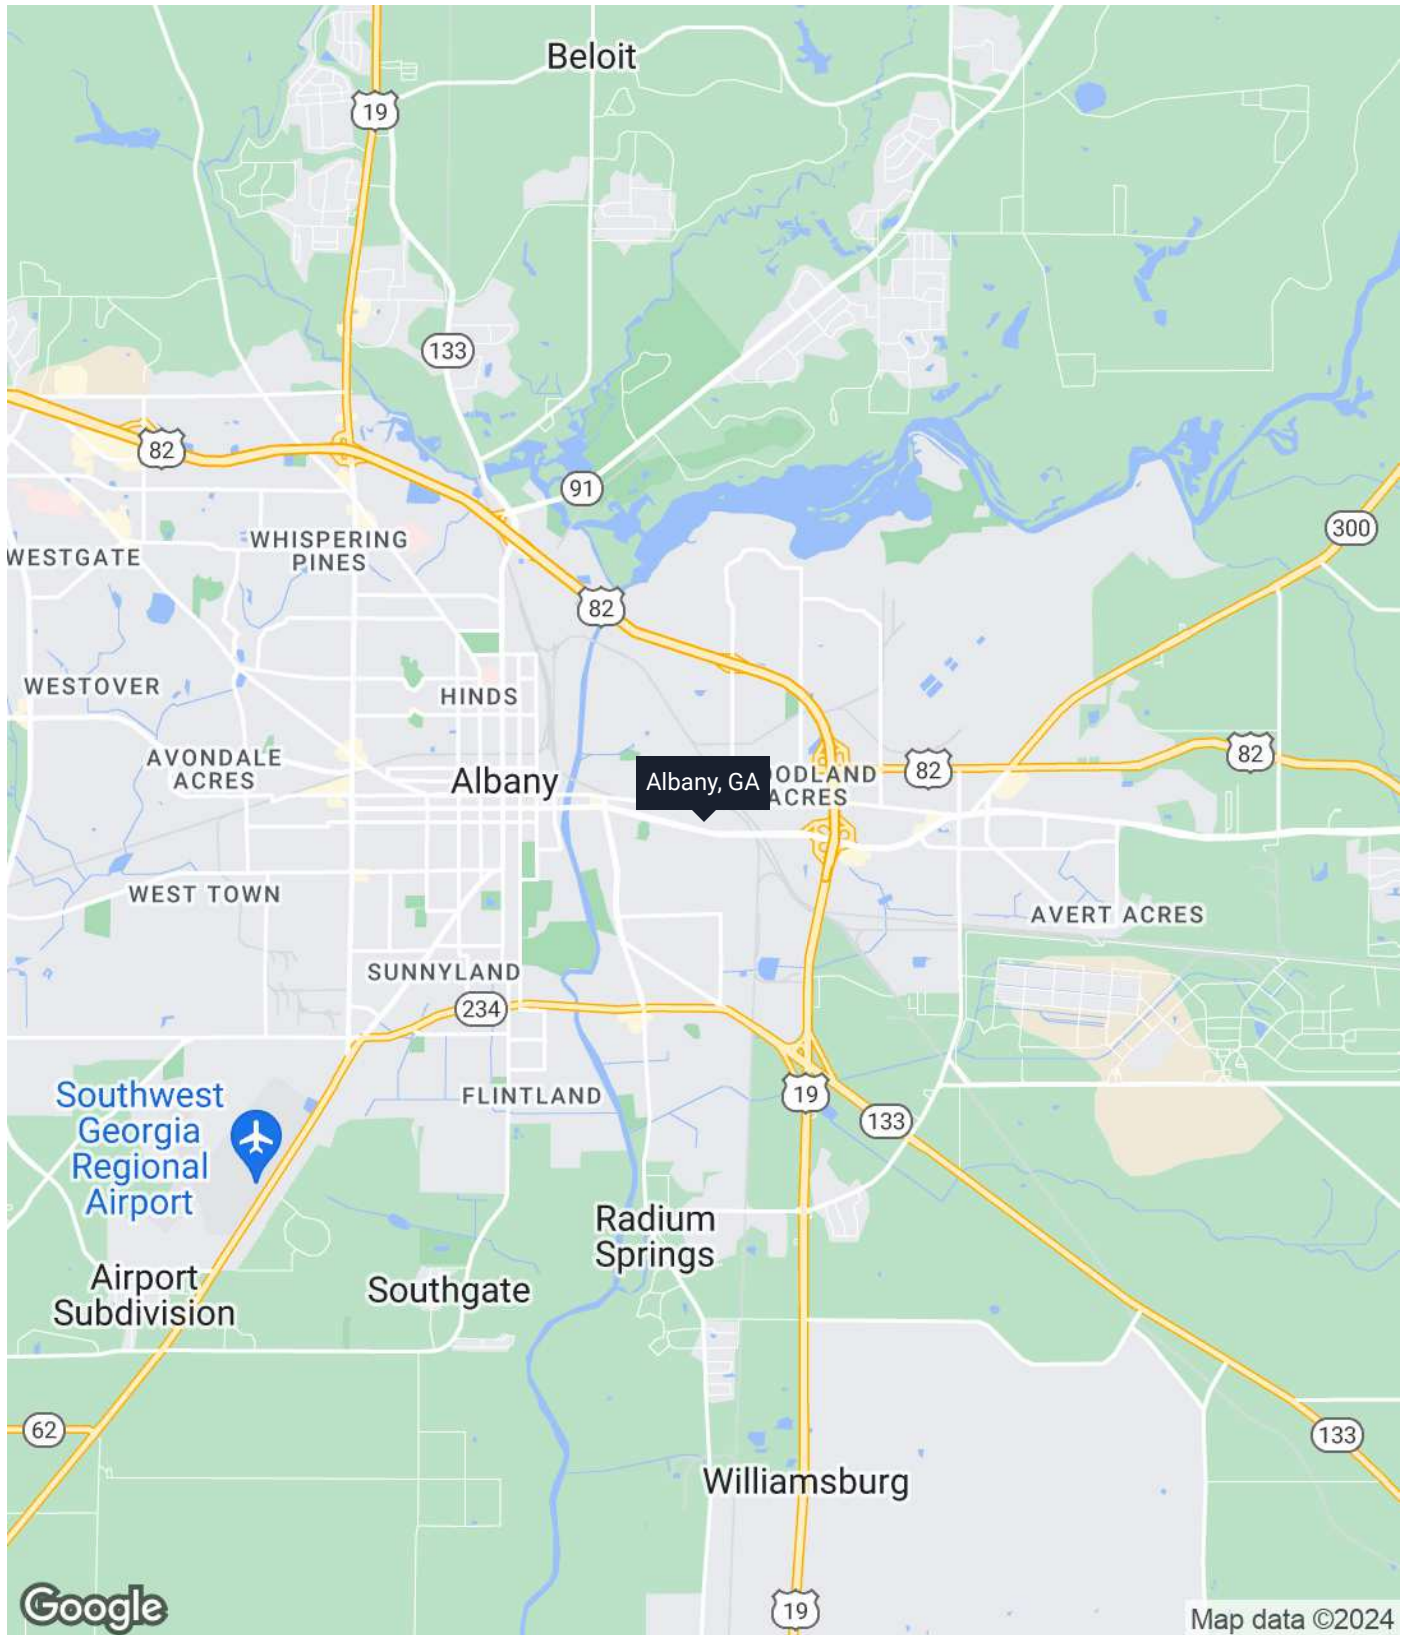 Beloit
19
133
82
91
300
WESTGATE
WHISPERING
PINES
82
WESTOVER
HINDS
AVONDALE
ACRES
Albany
Albany, GA
ODLAND
ACRES
82
82
WEST TOWN
AVERT ACRES
SUNNYLAND
234
Southwest
Georgia
Regional
Airport
FLINTLAND
19
133
Radium
Springs
Airport
Subdivision
Southgate
62
133
Williamsburg
19
Google
Map data ©2024